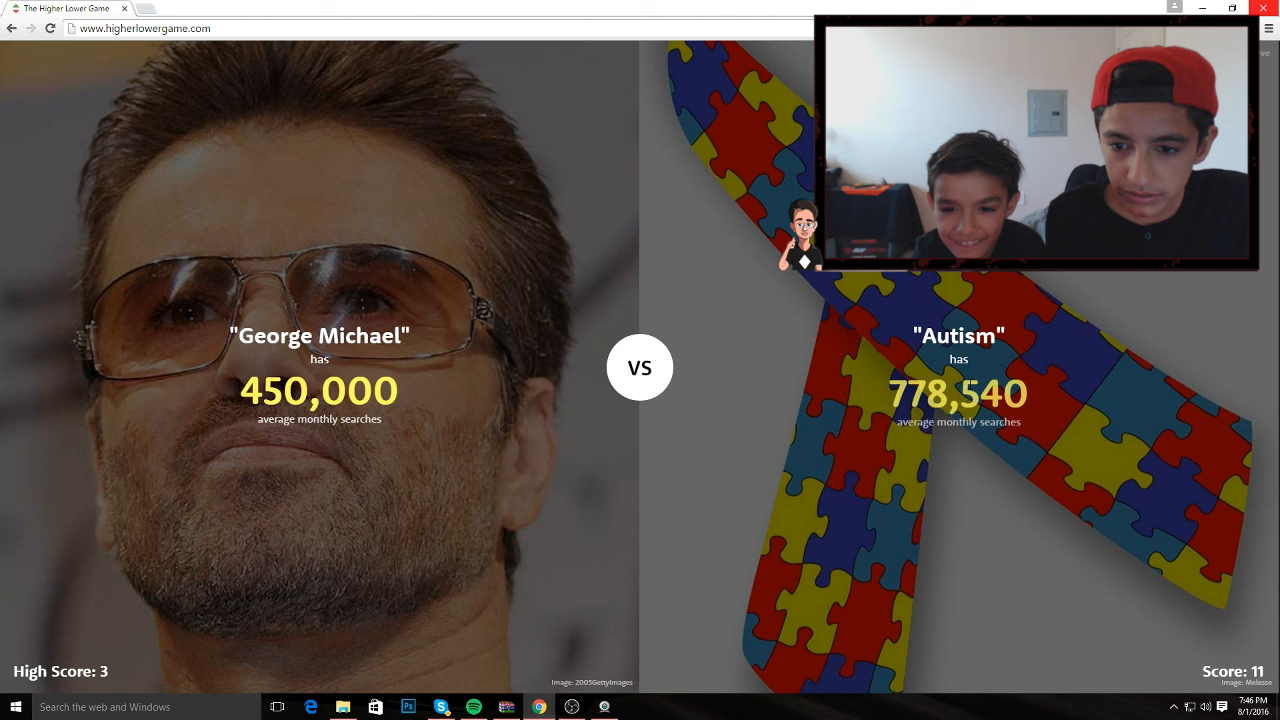 The Higher Lower Game
www.higherlowergame.com
ve
"George Michael"
has
450,000
average monthly searches
VS
"Autism"
has
778,540
average monthly searches
High Score: 3
Image: 2005GettyImages
Score: 11
Image: Melesse
Search the web and Windows
7:46 PM
8/1/2016